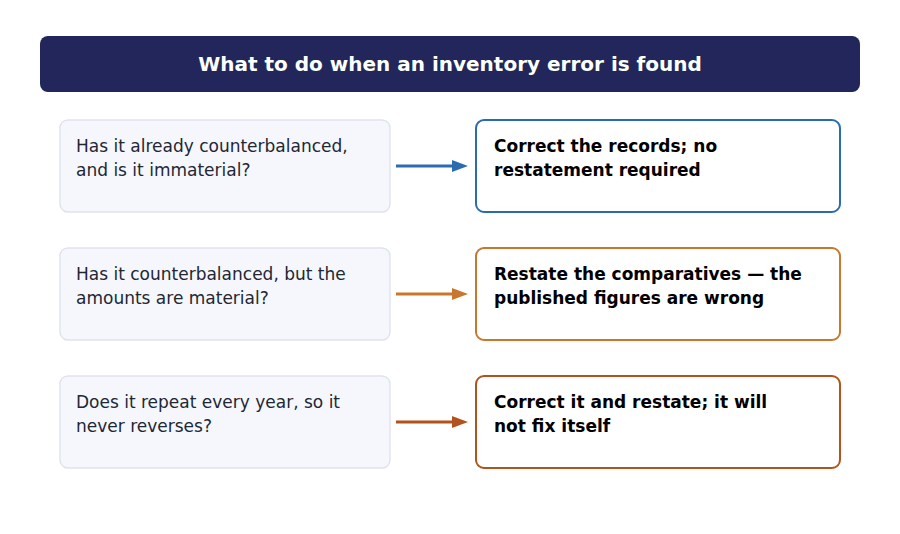 What to do when an inventory error is found
Has it already counterbalanced,
and is it immaterial?
Correct the records; no
restatement required
Has it counterbalanced, but the
amounts are material?
Restate the comparatives — the
published figures are wrong
Does it repeat every year, so it
never reverses?
Correct it and restate; it will
not fix itself